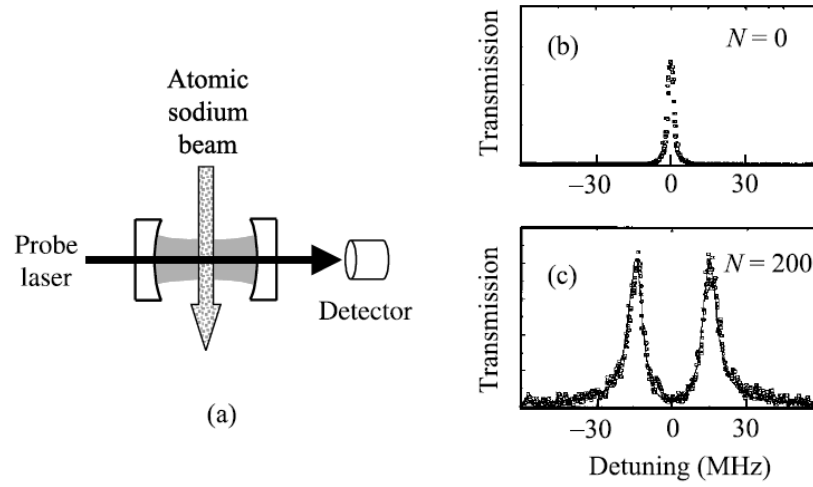 Atomic
sodium
beam
Probe
laser
Detector
(a)
(b)
N = 0
Transmission
−30
0
30
(c)
N = 200
Transmission
−30
0
30
Detuning (MHz)